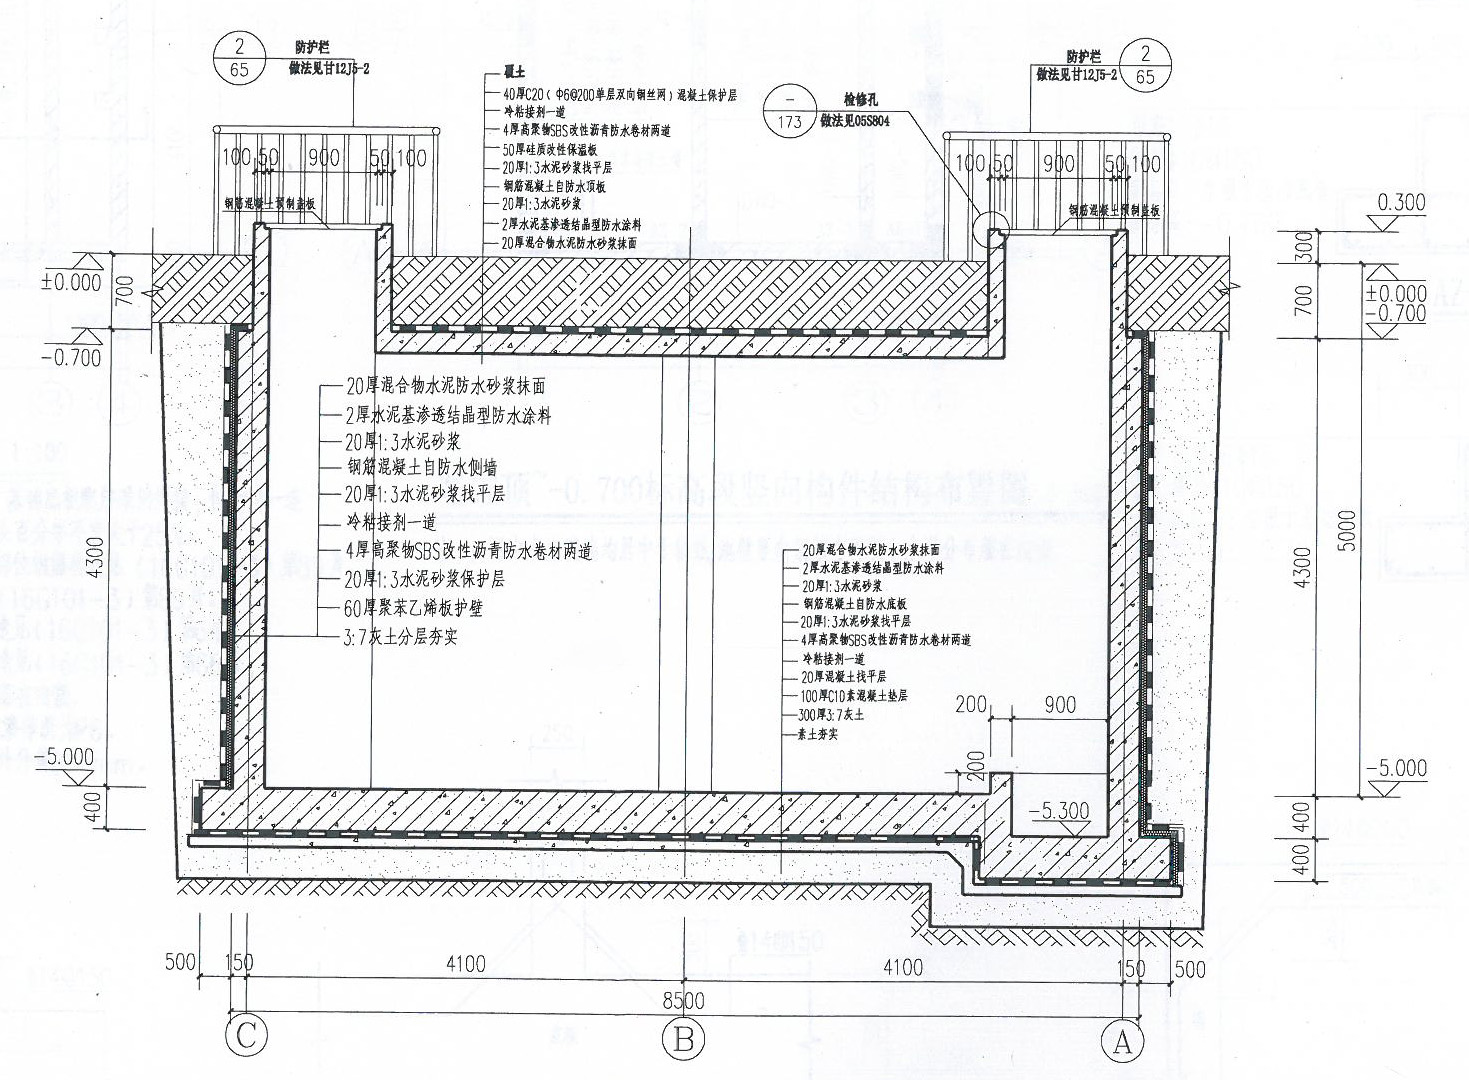 2
65
防护栏
做法见甘12J5-2
覆土
40厚C20（Φ6@200单层双向钢丝网）混凝土保护层
冷粘接剂一道
4厚高聚物SBS改性沥青防水卷材两道
50厚硅质改性保温板
20厚1:3水泥砂浆找平层
钢筋混凝土自防水顶板
20厚1:3水泥砂浆
2厚水泥基渗透结晶型防水涂料
20厚混合物水泥防水砂浆抹面
-
173
检修孔
做法见05S804
防护栏
做法见甘12J5-2
2
65
100 50 900 50 100
钢筋混凝土预制盖板
100 50 900 50 100
钢筋混凝土预制盖板
0.300
300
±0.000
700
-0.700
±0.000
-0.700
700
20厚混合物水泥防水砂浆抹面
2厚水泥基渗透结晶型防水涂料
20厚1:3水泥砂浆
钢筋混凝土自防水侧墙
20厚1:3水泥砂浆找平层
冷粘接剂一道
4厚高聚物SBS改性沥青防水卷材两道
20厚1:3水泥砂浆保护层
60厚聚苯乙烯板护壁
3:7灰土分层夯实
4300
20厚混合物水泥防水砂浆抹面
2厚水泥基渗透结晶型防水涂料
20厚1:3水泥砂浆
钢筋混凝土自防水底板
20厚1:3水泥砂浆找平层
4厚高聚物SBS改性沥青防水卷材两道
冷粘接剂一道
20厚混凝土找平层
100厚C10素混凝土垫层
300厚3:7灰土
素土夯实
4300
5000
200 900
200
-5.300
-5.000
400
-5.000
400
400
500 150 4100 4100 150 500
8500
C B A